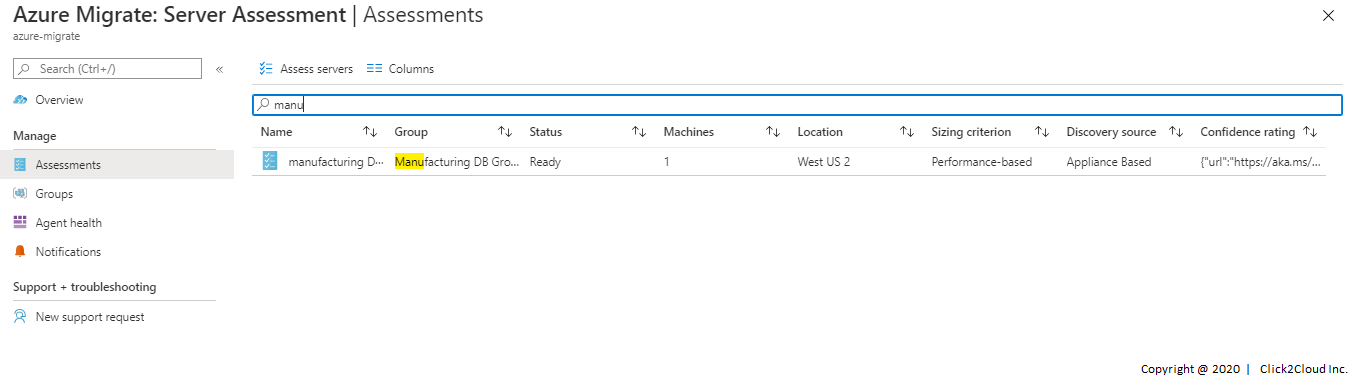 Azure Migrate: Server Assessment | Assessments
azure-migrate
Search (Ctrl+/)
«
Overview
Manage
Assessments
Groups
Agent health
Notifications
Support + troubleshooting
New support request
Assess servers Columns
manu
Name Group Status Machines Location Sizing criterion Discovery source Confidence rating
manufacturing D··· Manufacturing DB Gro... Ready 1 West US 2 Performance-based Appliance Based {"url":"https://aka.ms/...
Copyright @ 2020 | Click2Cloud Inc.